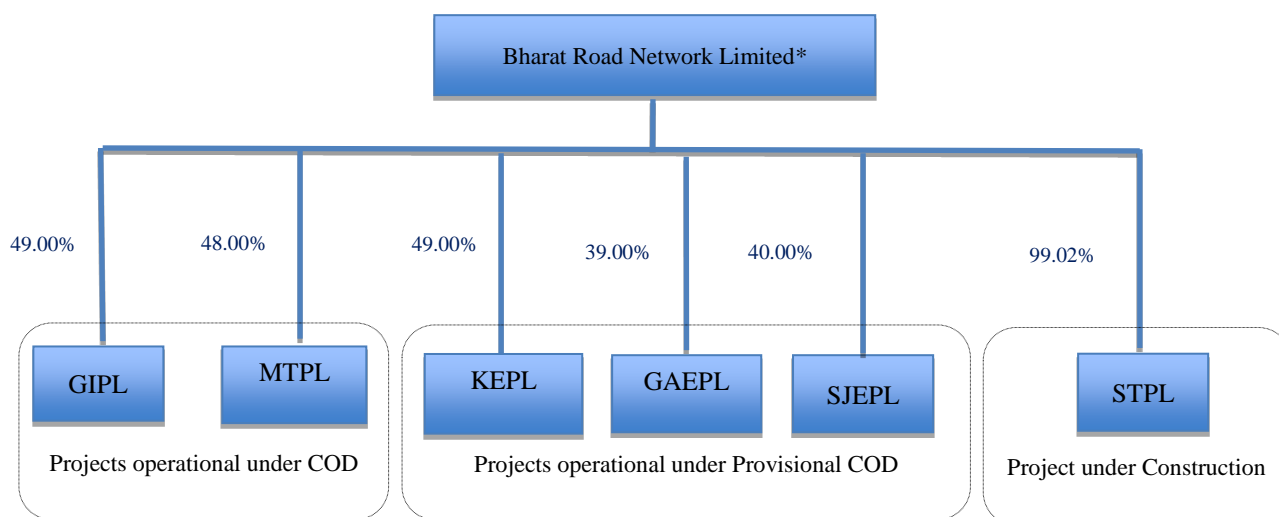 Bharat Road Network Limited*
49.00%
48.00%
49.00%
39.00%
40.00%
99.02%
GIPL
MTPL
KEPL
GAEPL
SJEPL
STPL
Projects operational under COD
Projects operational under Provisional COD
Project under Construction